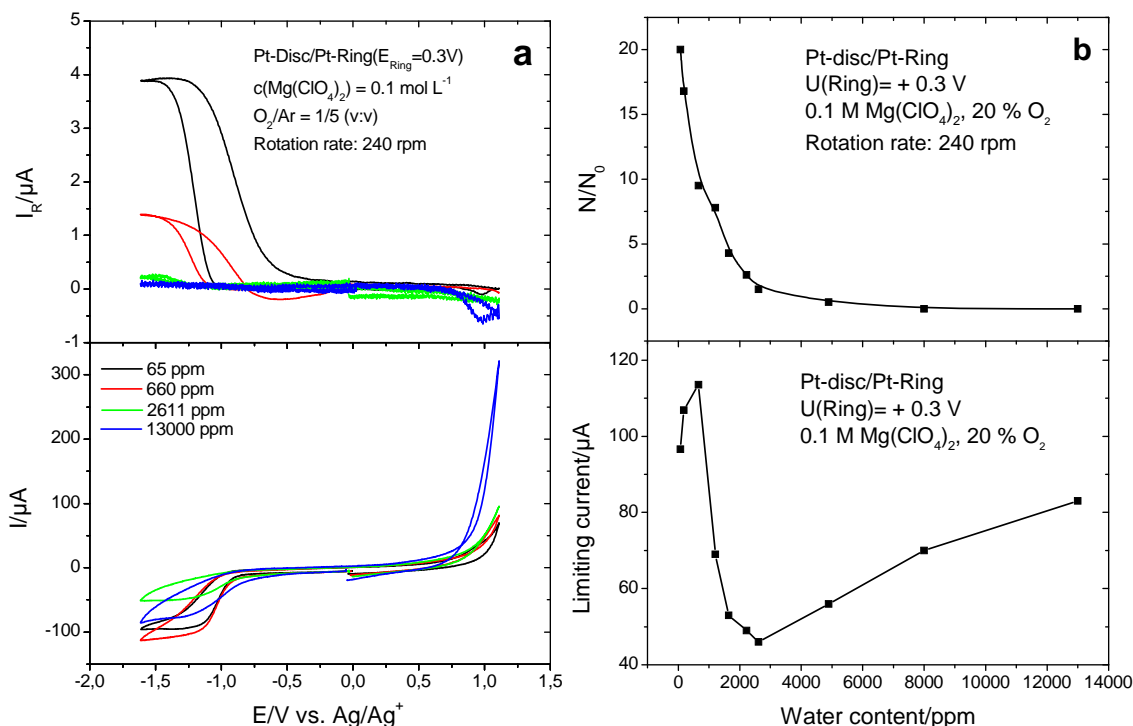 a
Pt-Disc/Pt-Ring(E_Ring=0.3V)
c(Mg(ClO₄)₂) = 0.1 mol L⁻¹
O₂/Ar = 1/5 (v:v)
Rotation rate: 240 rpm
I_R/µA
5
4
3
2
1
0
-1
65 ppm
660 ppm
2611 ppm
13000 ppm
I/µA
300
200
100
0
-100
-2,0 -1,5 -1,0 -0,5 0,0 0,5 1,0 1,5
E/V vs. Ag/Ag⁺
b
Pt-disc/Pt-Ring
U(Ring)= + 0.3 V
0.1 M Mg(ClO₄)₂, 20 % O₂
Rotation rate: 240 rpm
N/N₀
20
15
10
5
0
Pt-disc/Pt-Ring
U(Ring)= + 0.3 V
0.1 M Mg(ClO₄)₂, 20 % O₂
Limiting current/µA
120
100
80
60
40
0 2000 4000 6000 8000 10000 12000 14000
Water content/ppm